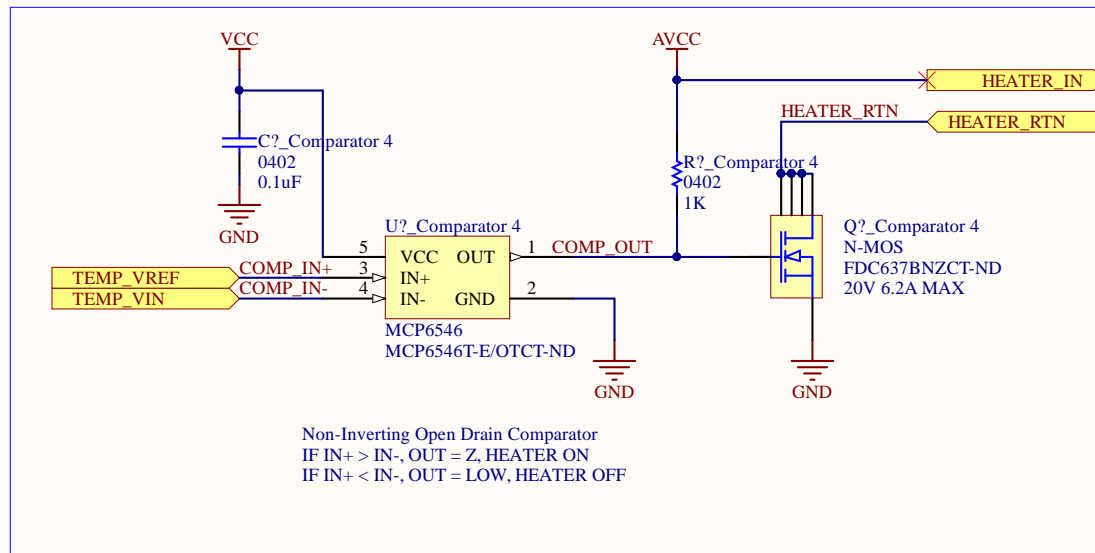 VCC
AVCC
HEATER_IN
HEATER_RTN
HEATER_RTN
C?_Comparator 4
0402
0.1uF
GND
R?_Comparator 4
0402
1K
U?_Comparator 4
Q?_Comparator 4
N-MOS
FDC637BNZCT-ND
20V 6.2A MAX
5
VCC
OUT
1
COMP_OUT
TEMP_VREF
COMP_IN+
3
IN+
TEMP_VIN
COMP_IN-
4
IN-
GND
2
MCP6546
MCP6546T-E/OTCT-ND
GND
GND
Non-Inverting Open Drain Comparator
IF IN+ > IN-, OUT = Z, HEATER ON
IF IN+ < IN-, OUT = LOW, HEATER OFF